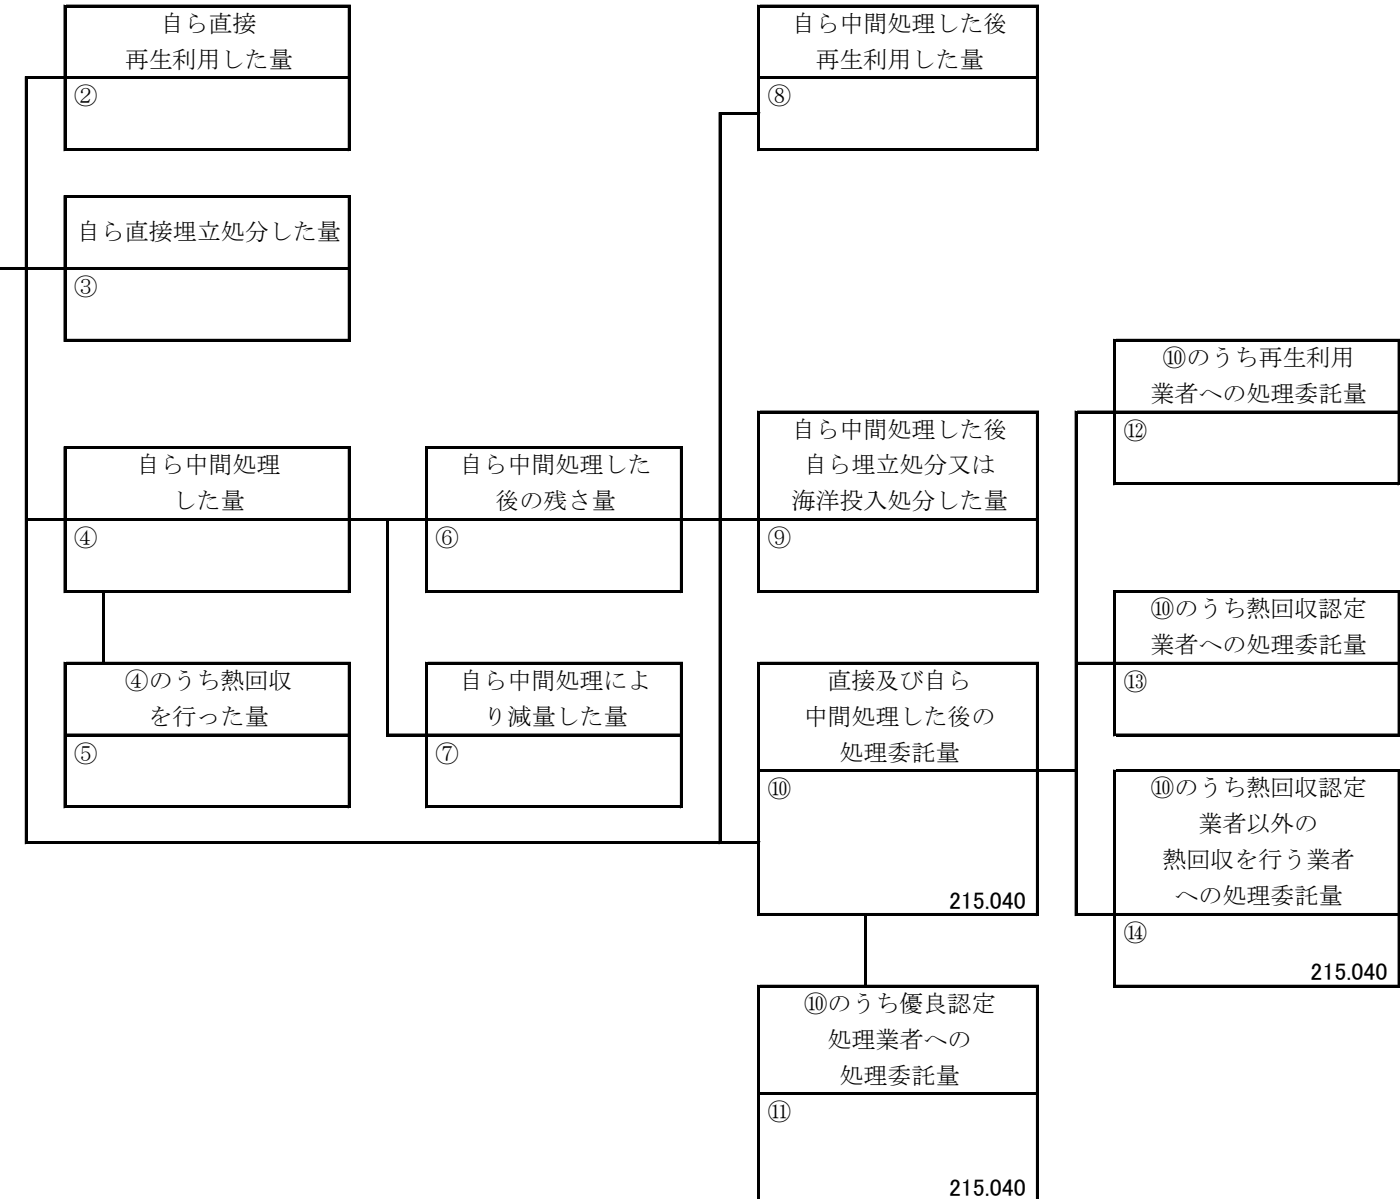 自ら直接
再生利用した量
②
自ら中間処理した後
再生利用した量
⑧
自ら直接埋立処分した量
③
⑩のうち再生利用
業者への処理委託量
⑫
自ら中間処理
した量
④
自ら中間処理した
後の残さ量
⑥
自ら中間処理した後
自ら埋立処分又は
海洋投入処分した量
⑨
⑩のうち熱回収認定
業者への処理委託量
⑬
④のうち熱回収
を行った量
⑤
自ら中間処理によ
り減量した量
⑦
直接及び自ら
中間処理した後の
処理委託量
⑩
215.040
⑩のうち熱回収認定
業者以外の
熱回収を行う業者
への処理委託量
⑭
215.040
⑩のうち優良認定
処理業者への
処理委託量
⑪
215.040